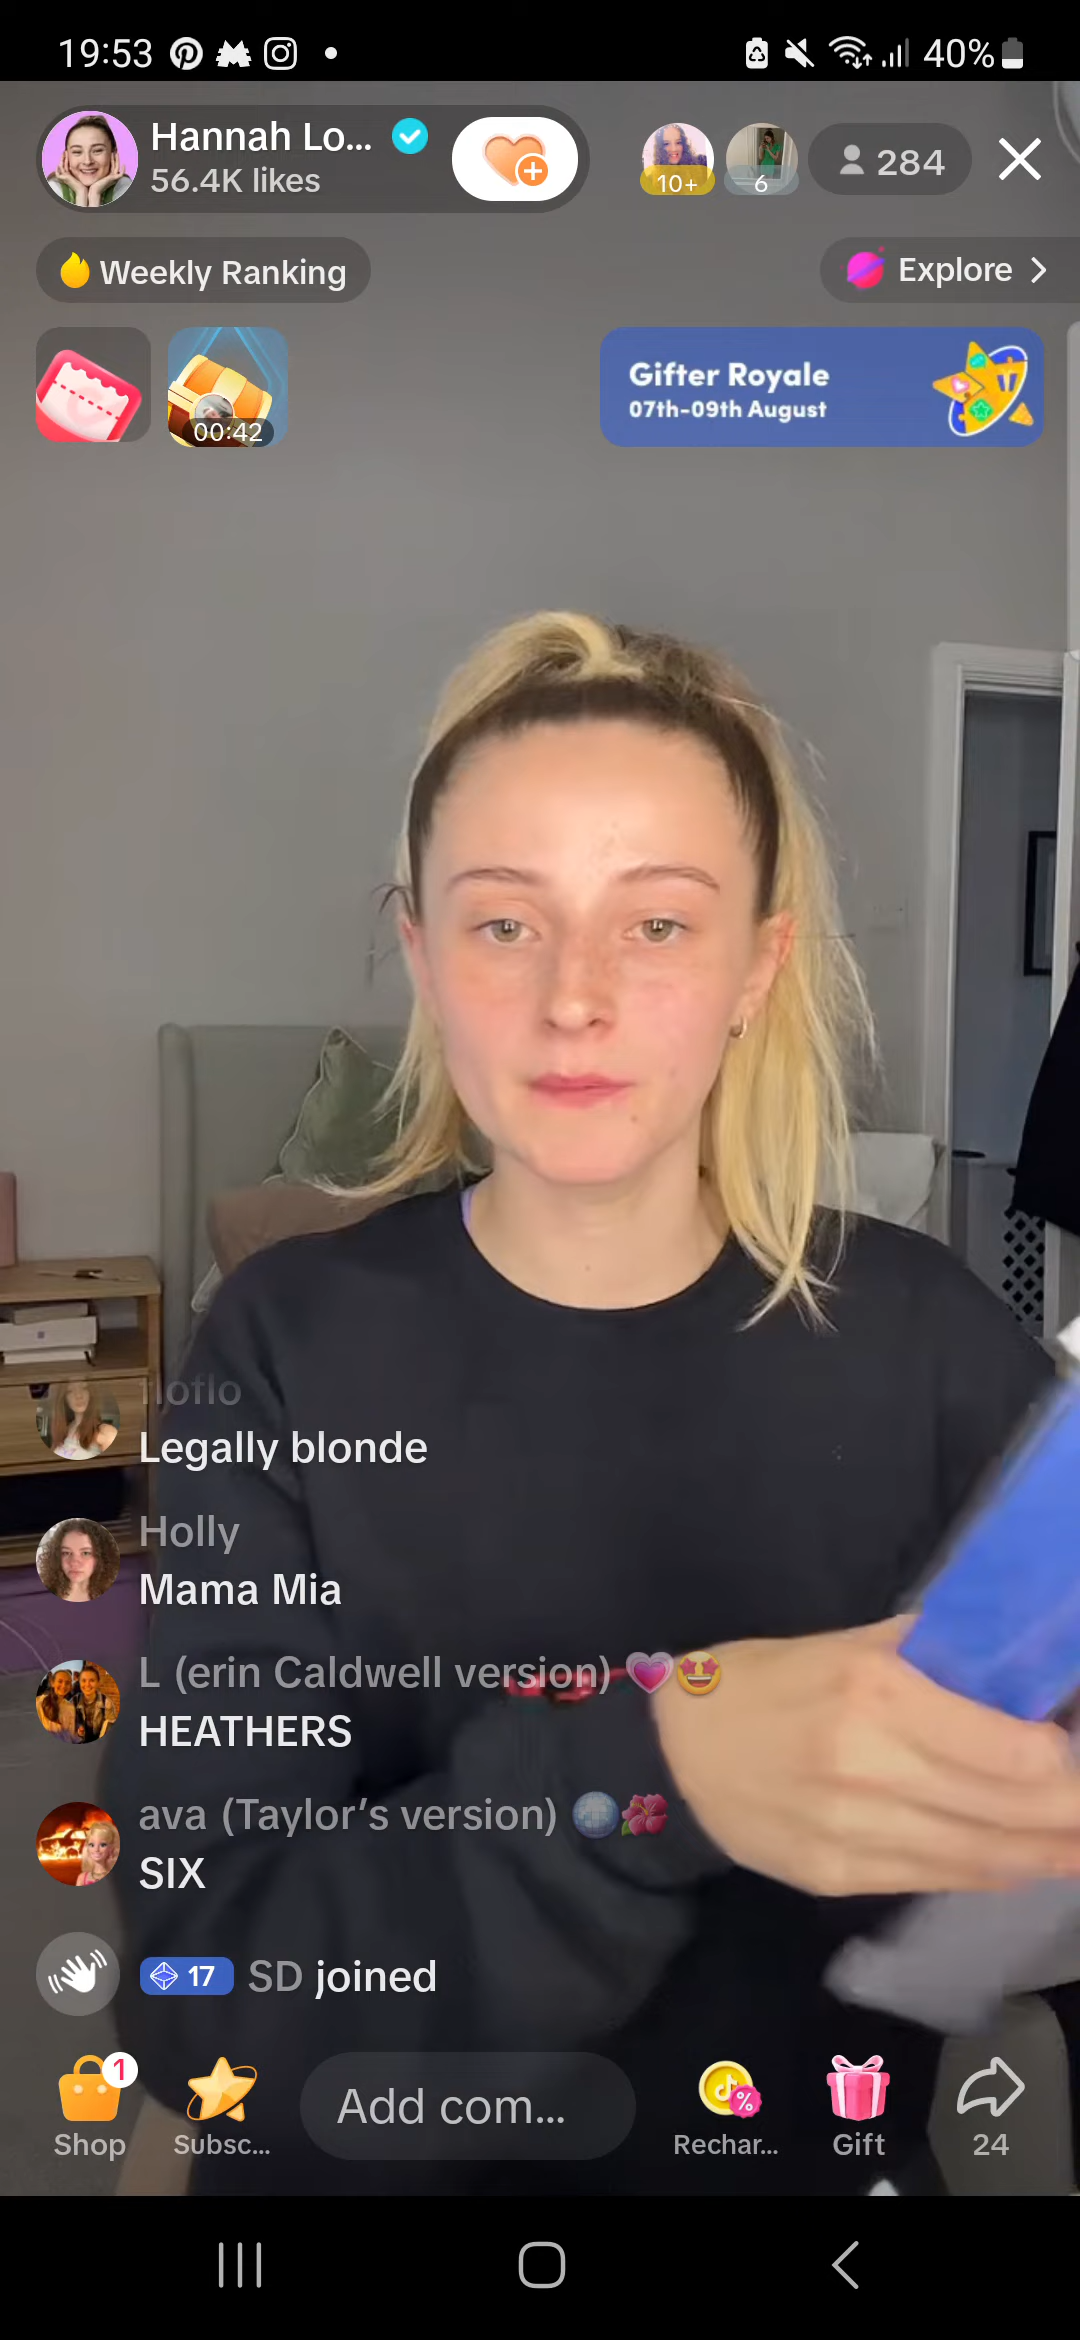 19:53
40%
Hannah Lo...
56.4K likes
10+
6
284
Weekly Ranking
Explore
00:42
Gifter Royale
07th-09th August
floflo
Legally blonde
Holly
Mama Mia
L (erin Caldwell version) 💗🤩
HEATHERS
ava (Taylor’s version) 🪩🌺
SIX
17 SD joined
1
Shop
Subsc...
Add com...
%
Rechar...
Gift
24